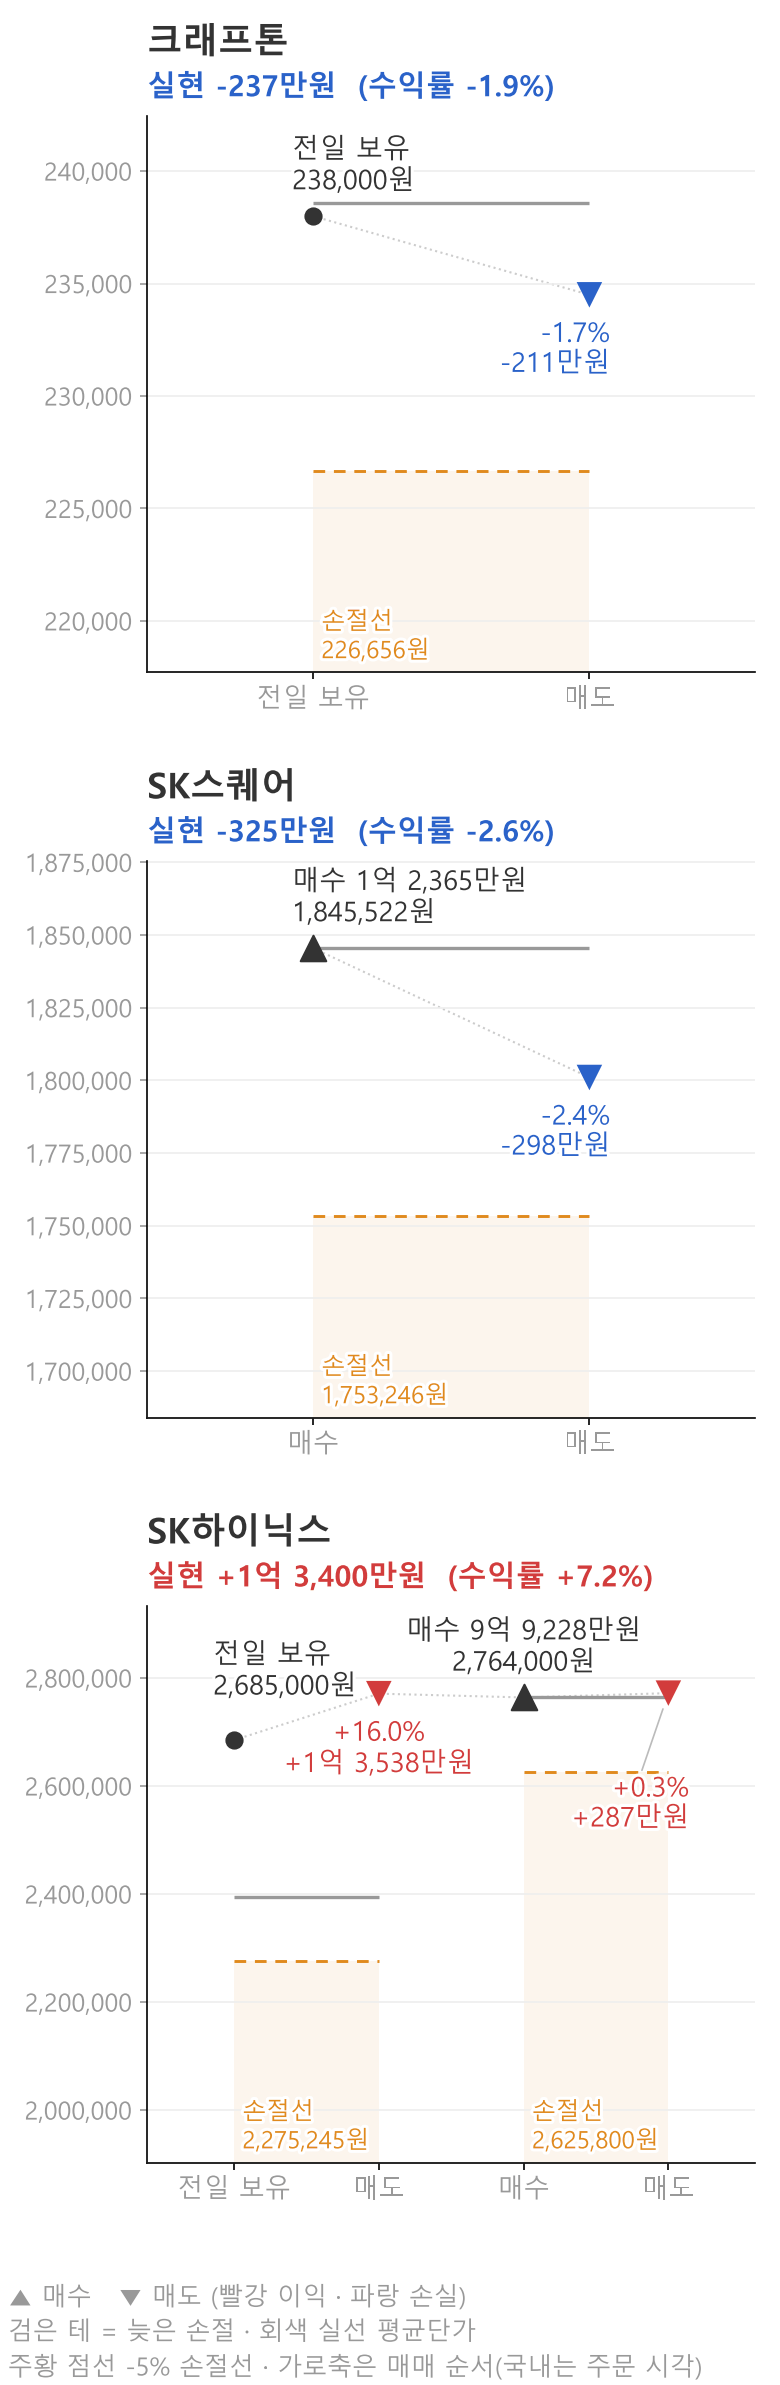 크래프톤
실현 -237만원 (수익률 -1.9%)
전일 보유
238,000원
240,000
235,000
-1.7%
-211만원
230,000
225,000
손절선
226,656원
220,000
전일 보유 매도
SK스퀘어
실현 -325만원 (수익률 -2.6%)
1,875,000
매수 1억 2,365만원
1,845,522원
1,850,000
1,825,000
1,800,000
-2.4%
-298만원
1,775,000
1,750,000
1,725,000
손절선
1,753,246원
1,700,000
매수 매도
SK하이닉스
실현 +1억 3,400만원 (수익률 +7.2%)
매수 9억 9,228만원
2,764,000원
전일 보유
2,685,000원
2,800,000
+16.0%
+1억 3,538만원
+0.3%
+287만원
2,600,000
2,400,000
2,200,000
손절선
2,275,245원
손절선
2,625,800원
2,000,000
전일 보유 매도 매수 매도
▲ 매수 ▼ 매도 (빨강 이익 · 파랑 손실)
검은 테 = 늦은 손절 · 회색 실선 평균단가
주황 점선 -5% 손절선 · 가로축은 매매 순서(국내는 주문 시각)